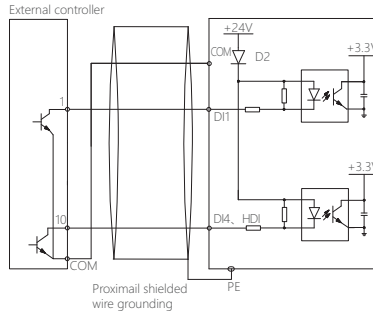 External controller
+24V
COM
D2
+3.3V
1
DI1
+3.3V
10
DI4、HDI
COM
Proximail shielded
wire grounding
PE